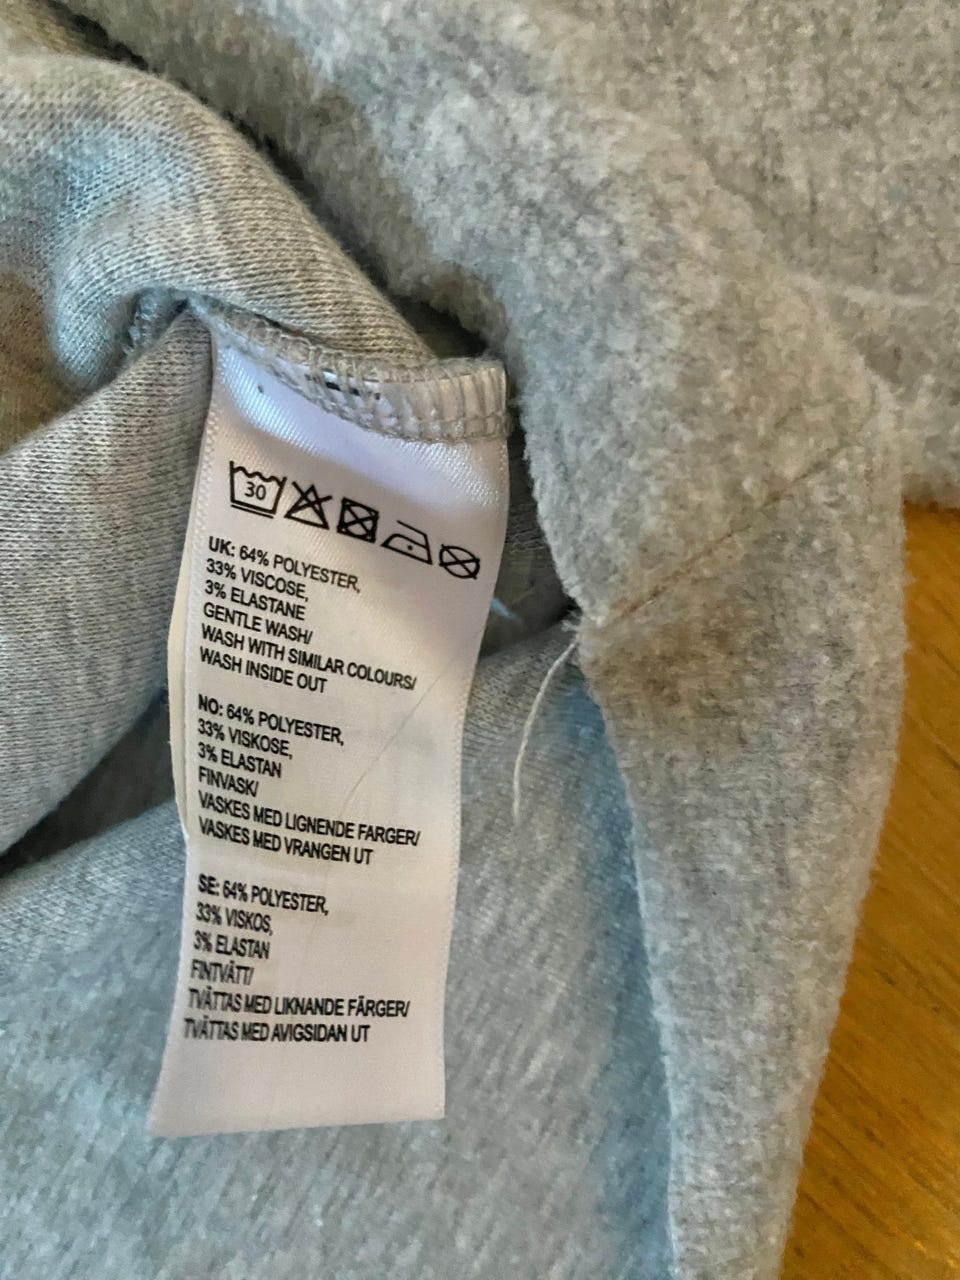 30
UK: 64% POLYESTER,
33% VISCOSE,
3% ELASTANE
GENTLE WASH/
WASH WITH SIMILAR COLOURS/
WASH INSIDE OUT
NO: 64% POLYESTER,
33% VISKOSE,
3% ELASTAN
FINVASK/
VASKES MED LIGNENDE FARGER/
VASKES MED VRANGEN UT
SE: 64% POLYESTER,
33% VISKOS,
3% ELASTAN
FINTVÄTT/
TVÄTTAS MED LIKNANDE FÄRGER/
TVÄTTAS MED AVIGSIDAN UT